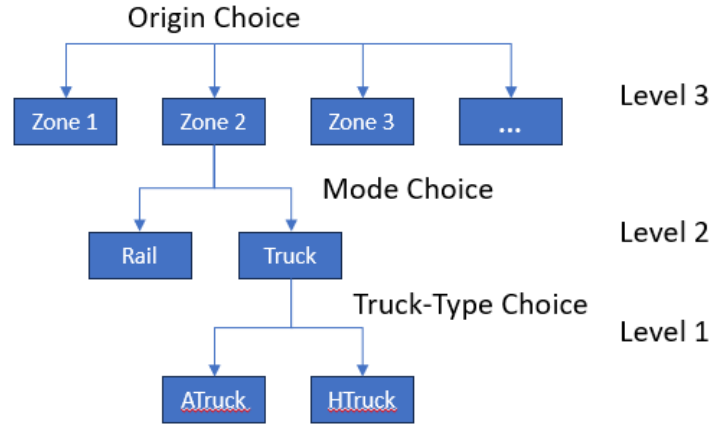 Origin Choice
Zone 1 Zone 2 Zone 3 ... Level 3
Mode Choice
Rail Truck Level 2
Truck-Type Choice
Level 1
ATruck HTruck